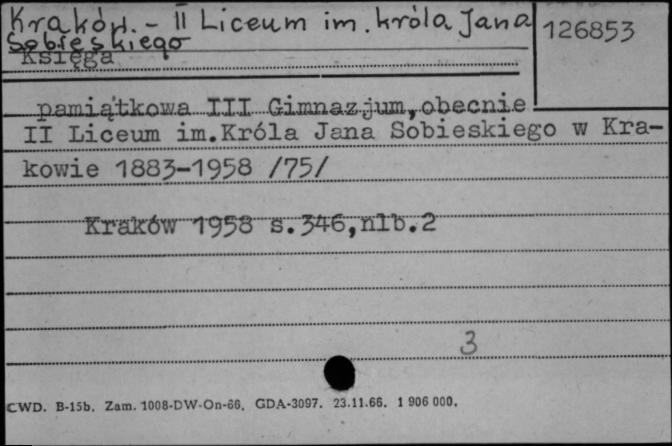 Kraków. - II Liceum im. króla Jana
Sobieskiego
126853
Księga
pamiątkowa III Gimnazjum,obecnie
II Liceum im.Króla Jana Sobieskiego w Kra-
kowie 1883-1958 /75/
Kraków 1958 s.346,nlb.2
3
CWD. B-15b. Zam. 1008-DW-On-66. GDA-3097. 23.11.66. 1 906 000.